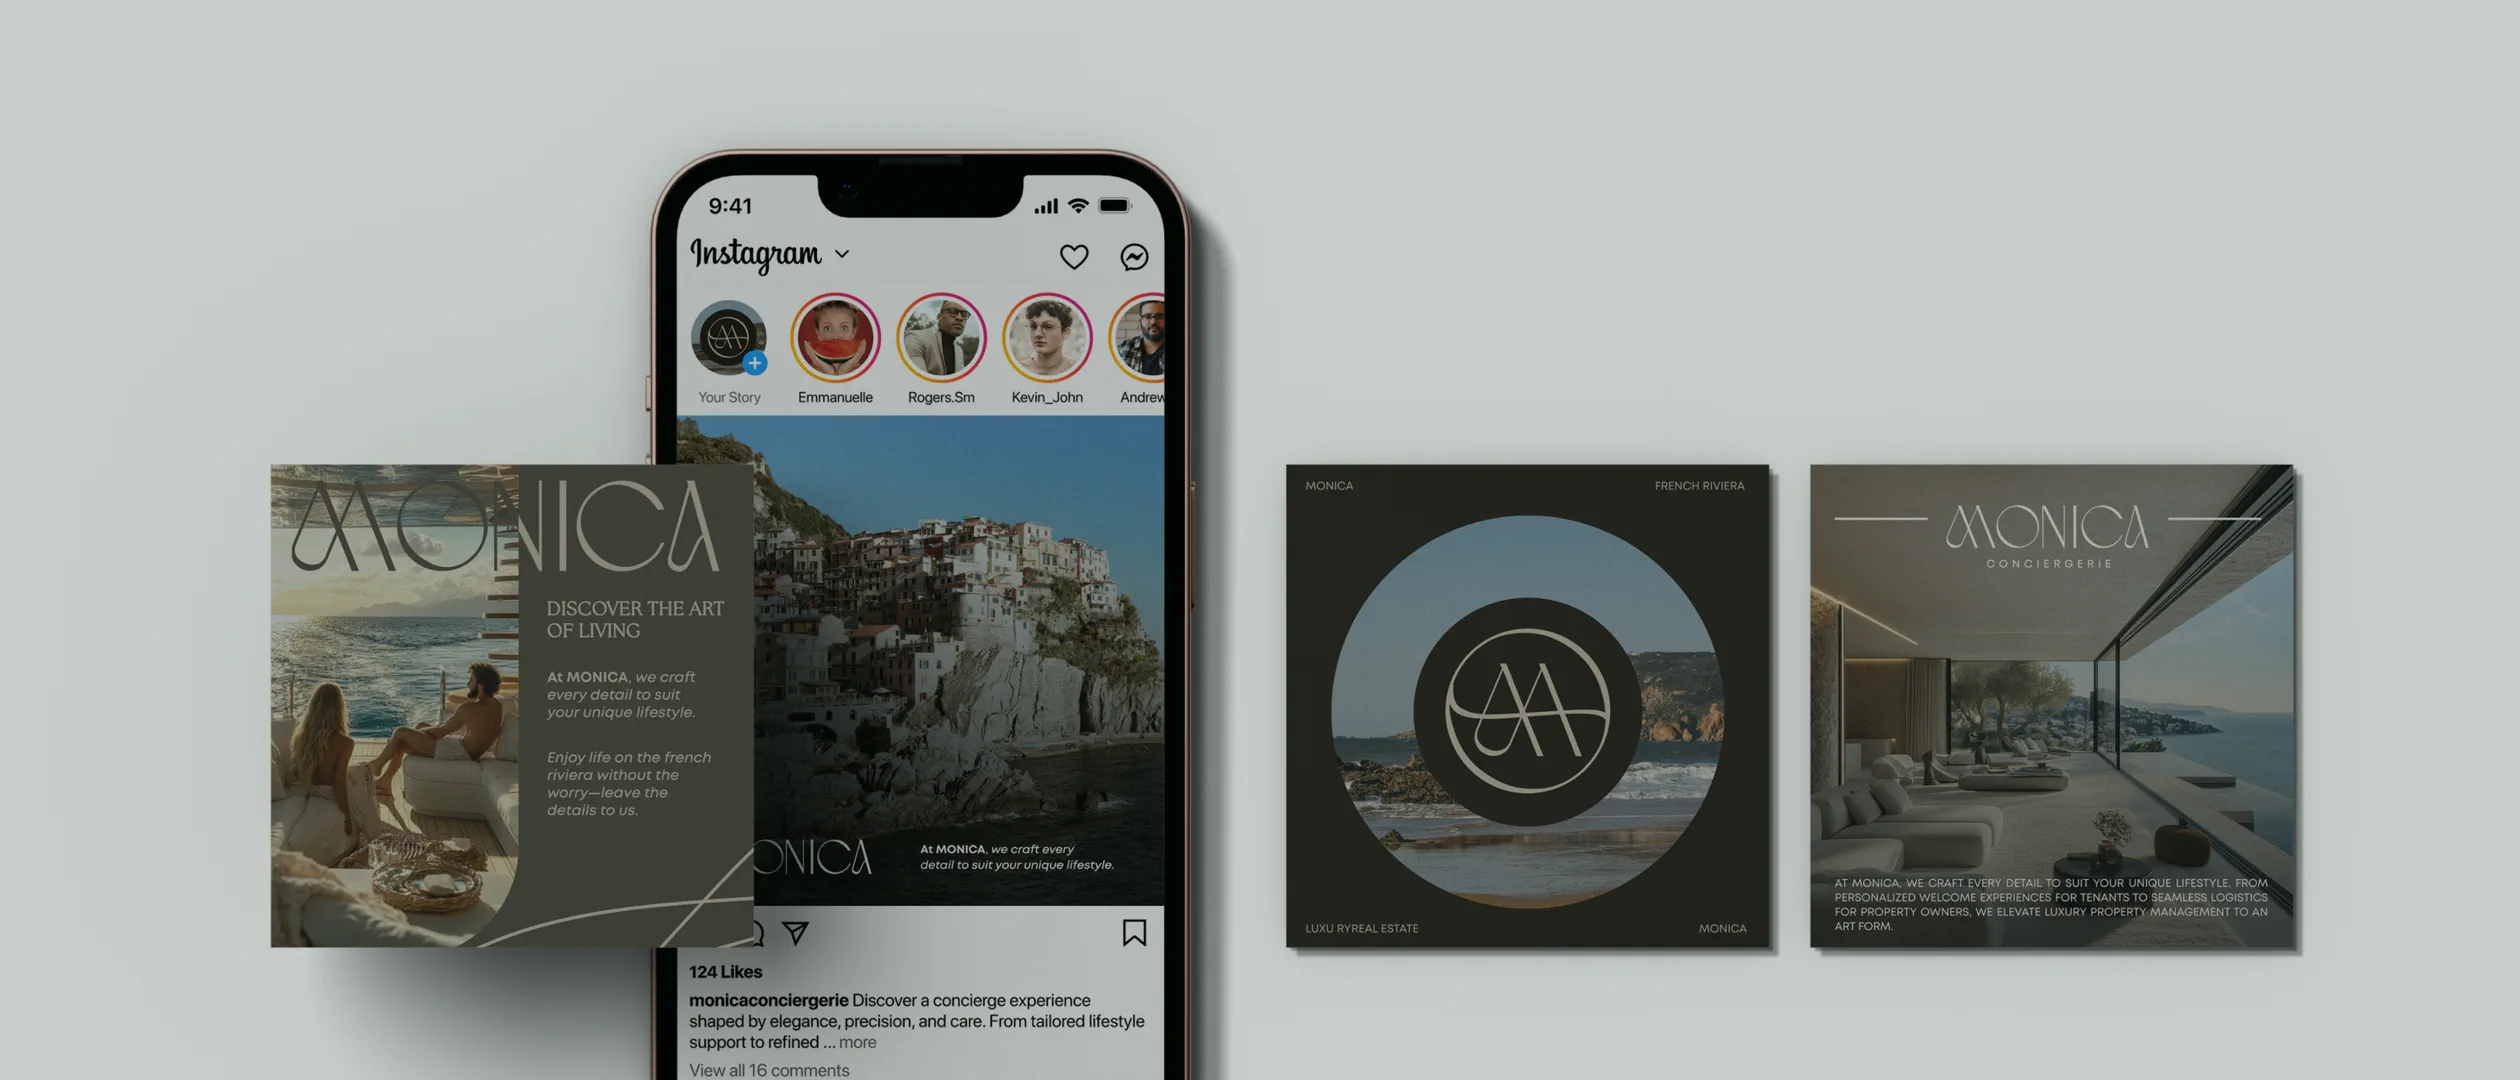 9:41
Instagram
Your Story
Emmanuelle
Rogers.Sm
Kevin_John
Andrew
MONICA
DISCOVER THE ART
OF LIVING
At MONICA, we craft
every detail to suit
your unique lifestyle.
Enjoy life on the french
riviera without the
worry—leave the
details to us.
ONICA
At MONICA, we craft every
detail to suit your unique lifestyle.
124 Likes
monicaconciergerie Discover a concierge experience
shaped by elegance, precision, and care. From tailored lifestyle
support to refined ... more
View all 16 comments
MONICA
FRENCH RIVIERA
LUXU RYREAL ESTATE
MONICA
MONICA
CONCIERGERIE
AT MONICA, WE CRAFT EVERY DETAIL TO SUIT YOUR UNIQUE LIFESTYLE. FROM
PERSONALIZED WELCOME EXPERIENCES FOR TENANTS TO SEAMLESS LOGISTICS
FOR PROPERTY OWNERS, WE ELEVATE LUXURY PROPERTY MANAGEMENT TO AN
ART FORM.